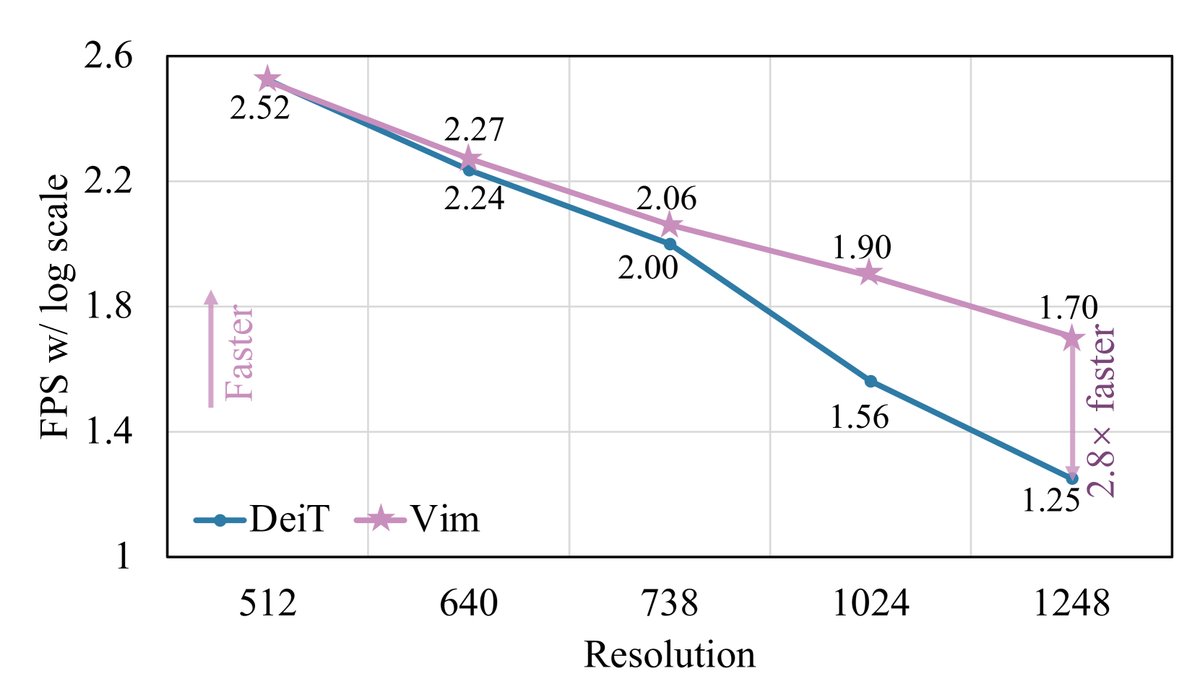 2.6
2.2
1.8
1.4
1
FPS w/ log scale
Faster
2.52
2.27
2.24
2.06
2.00
1.90
1.56
1.70
1.25
2.8× faster
DeiT
Vim
512 640 738 1024 1248
Resolution